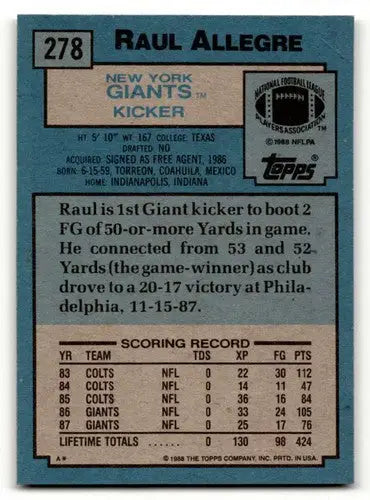 278 RAUL ALLEGRE
NEW YORK
GIANTS™
KICKER
NATIONAL FOOTBALL LEAGUE
PLAYERS ASSOCIATION
©1988 NFLPA
TOPPS®
HT 5' 10" WT 167 COLLEGE: TEXAS
DRAFTED NO
ACQUIRED: SIGNED AS FREE AGENT, 1986
BORN: 6-15-59, TORREON, COAHUILA, MEXICO
HOME: INDIANAPOLIS, INDIANA
Raul is 1st Giant kicker to boot 2
FG of 50-or-more Yards in game.
He connected from 53 and 52
Yards (the game-winner) as club
drove to a 20-17 victory at Phila-
delphia, 11-15-87.
SCORING RECORD
YR TEAM TDS XP FG PTS
83 COLTS NFL 0 22 30 112
84 COLTS NFL 0 14 11 47
85 COLTS NFL 0 36 16 84
86 GIANTS NFL 0 33 24 105
87 GIANTS NFL 0 25 17 76
LIFETIME TOTALS ...... 0 130 98 424
A* © 1988 THE TOPPS COMPANY, INC. PRTD. IN U.S.A.